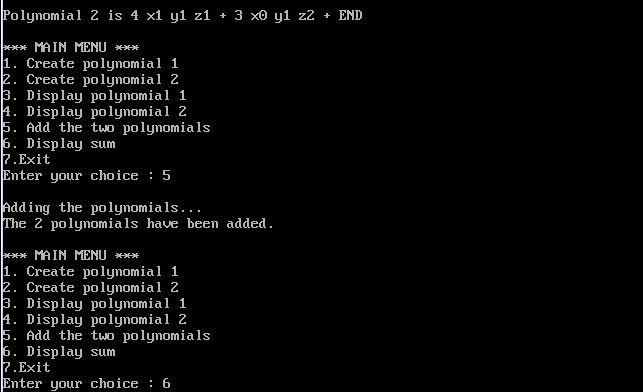 Polynomial 2 is 4 x1 y1 z1 + 3 x0 y1 z2 + END
*** MAIN MENU ***
1. Create polynomial 1
2. Create polynomial 2
3. Display polynomial 1
4. Display polynomial 2
5. Add the two polynomials
6. Display sum
7.Exit
Enter your choice : 5
Adding the polynomials...
The 2 polynomials have been added.
*** MAIN MENU ***
1. Create polynomial 1
2. Create polynomial 2
3. Display polynomial 1
4. Display polynomial 2
5. Add the two polynomials
6. Display sum
7.Exit
Enter your choice : 6